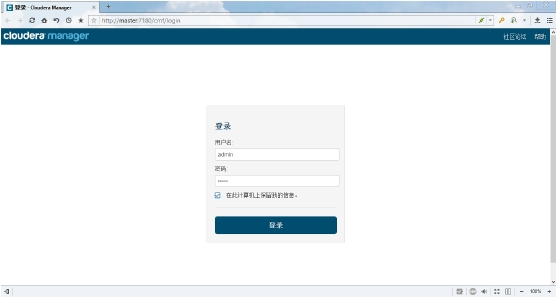 登录 - Cloudera Manager
http://master:7180/cmf/login
cloudera manager
社区论坛 帮助
登录
用户名:
admin
密码:
•••••
在此计算机上保留我的信息。
登录
100%